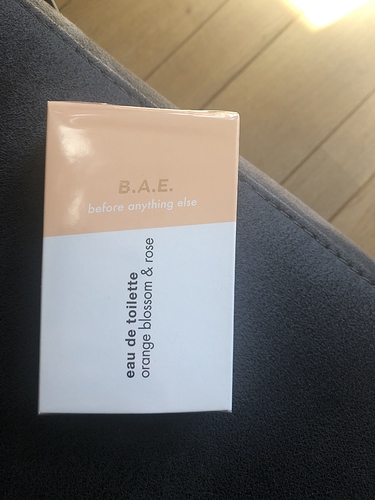 B.A.E.
before anything else
eau de toilette
orange blossom & rose